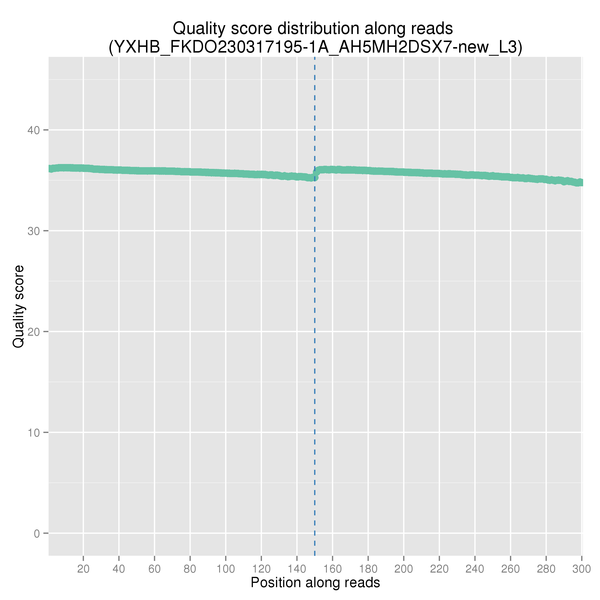 Quality score distribution along reads
(YXHB_FKDO230317195-1A_AH5MH2DSX7-new_L3)
40
30
20
10
0
Quality score
20 40 60 80 100 120 140 160 180 200 220 240 260 280 300
Position along reads